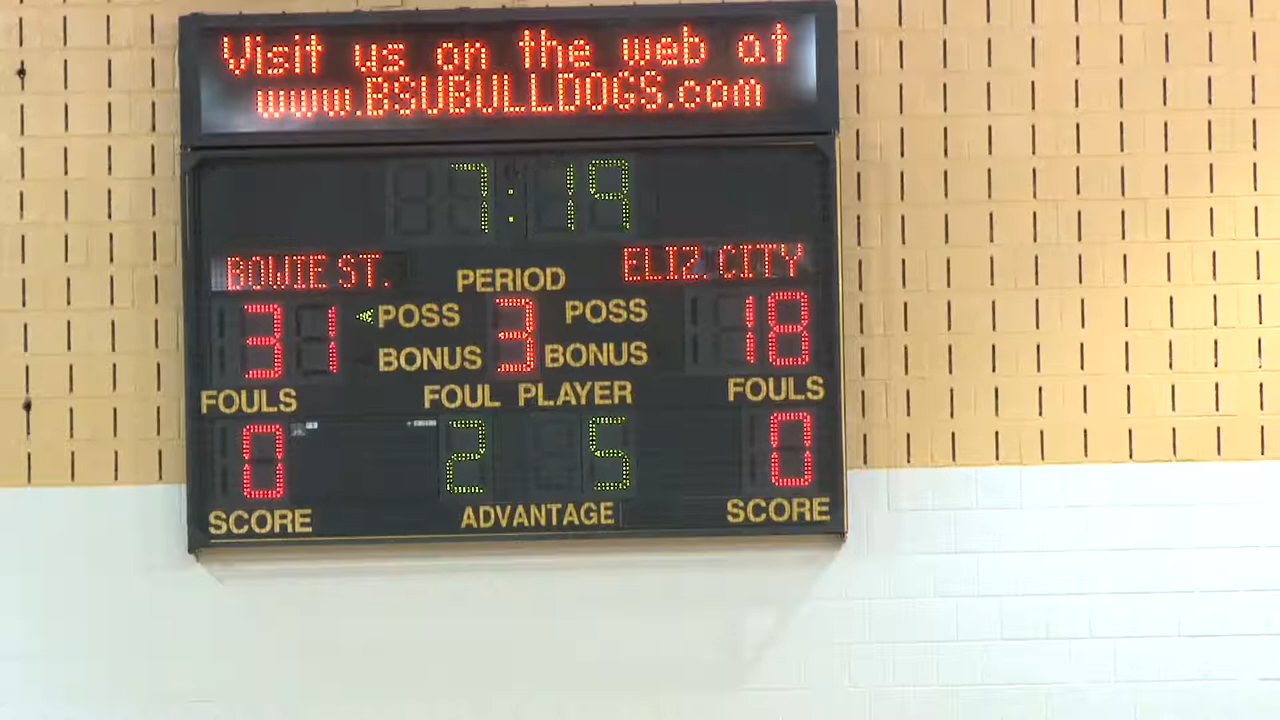 Visit us on the web at
www.BSUBULLDOGS.com
7:19
BOWIE ST. ELIZ. CITY
PERIOD
31 POSS 3 POSS 18
BONUS BONUS
FOULS FOUL PLAYER FOULS
0 2 5 0
SCORE ADVANTAGE SCORE